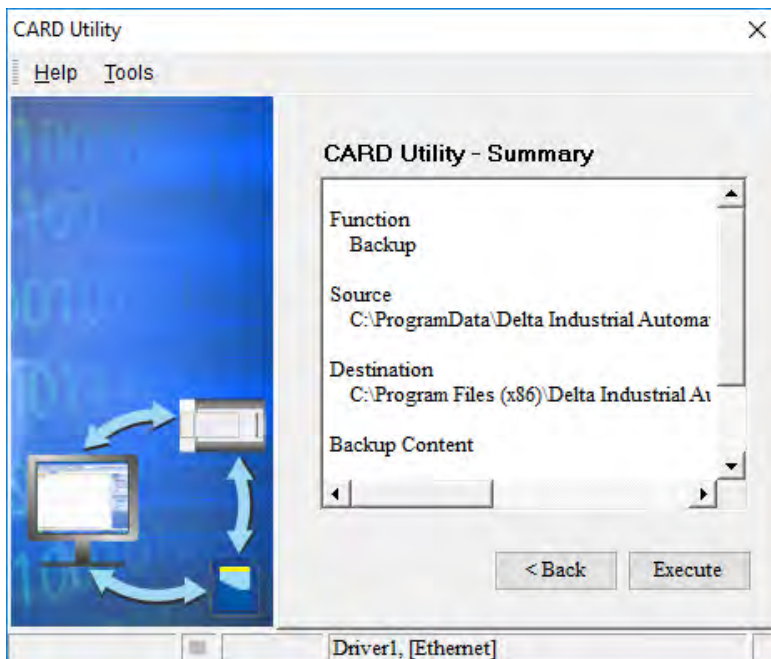 CARD Utility
Help Tools
CARD Utility - Summary
Function
Backup
Source
C:\ProgramData\Delta Industrial Automa
Destination
C:\Program Files (x86)\Delta Industrial Au
Backup Content
< Back Execute
Driver1, [Ethernet]